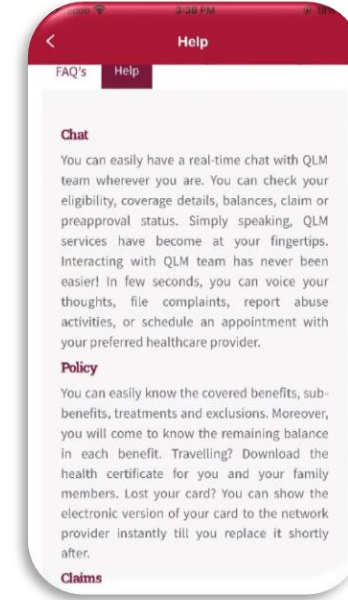 3:30 PM
Help
FAQ's
Help
Chat
You can easily have a real-time chat with QLM
team wherever you are. You can check your
eligibility, coverage details, balances, claim or
preapproval status. Simply speaking, QLM
services have become at your fingertips.
Interacting with QLM team has never been
easier! In few seconds, you can voice your
thoughts, file complaints, report abuse
activities, or schedule an appointment with
your preferred healthcare provider.
Policy
You can easily know the covered benefits, sub-
benefits, treatments and exclusions. Moreover,
you will come to know the remaining balance
in each benefit. Travelling? Download the
health certificate for you and your family
members. Lost your card? You can show the
electronic version of your card to the network
provider instantly till you replace it shortly
after.
Claims